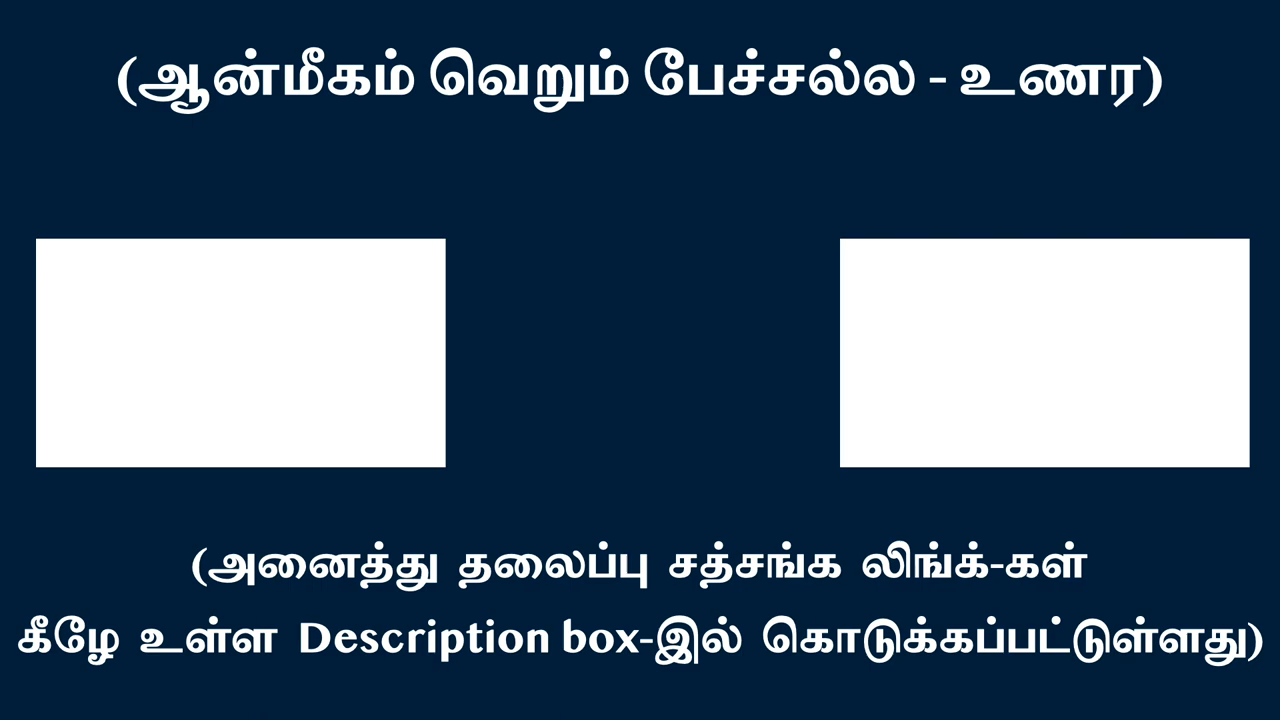 (ஆன்மீகம் வெறும் பேச்சல்ல - உணர)
(அனைத்து தலைப்பு சத்சங்க லிங்க்-கள்
கீழே உள்ள Description box-இல் கொடுக்கப்பட்டுள்ளது)